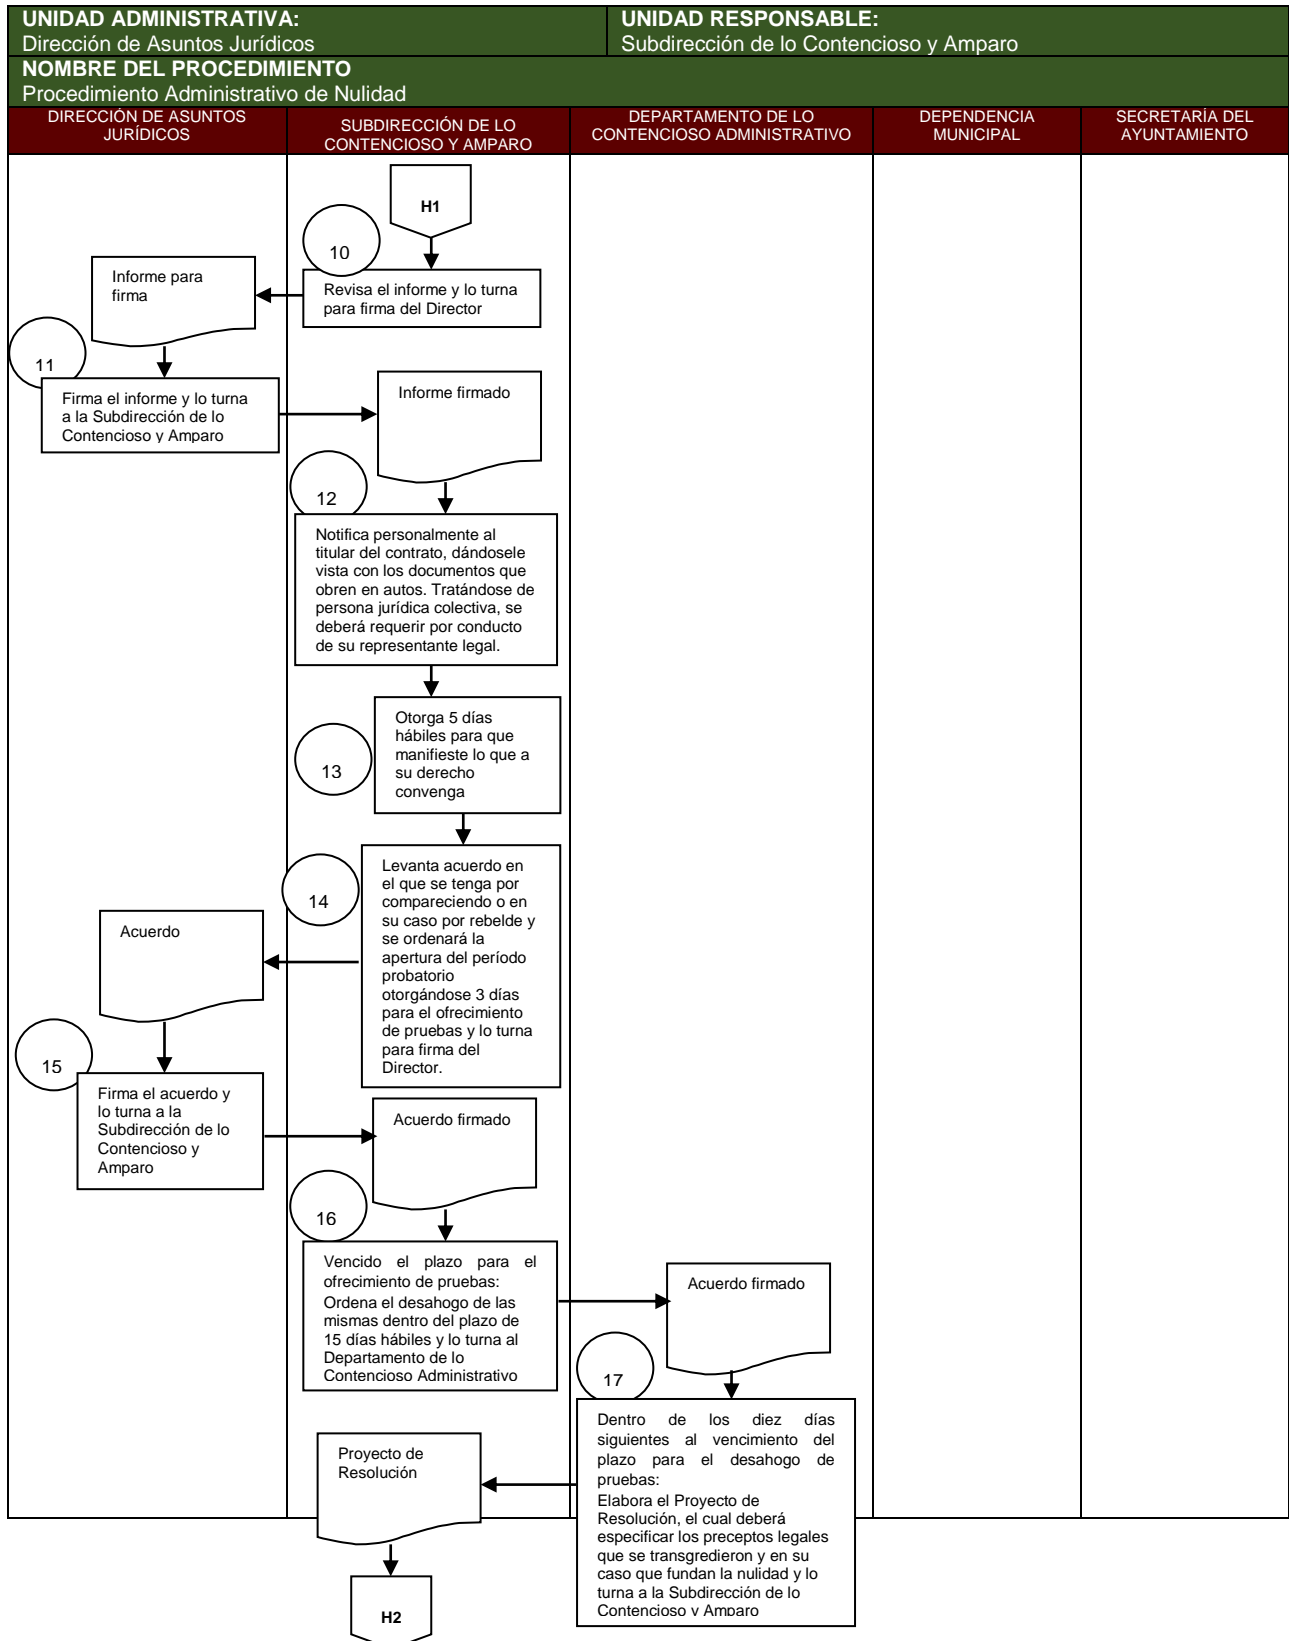 UNIDAD ADMINISTRATIVA:
Dirección de Asuntos Jurídicos
UNIDAD RESPONSABLE:
Subdirección de lo Contencioso y Amparo
NOMBRE DEL PROCEDIMIENTO
Procedimiento Administrativo de Nulidad
DIRECCIÓN DE ASUNTOS
JURÍDICOS
SUBDIRECCIÓN DE LO
CONTENCIOSO Y AMPARO
DEPARTAMENTO DE LO
CONTENCIOSO ADMINISTRATIVO
DEPENDENCIA
MUNICIPAL
SECRETARÍA DEL
AYUNTAMIENTO
H1
10
Revisa el informe y lo turna
para firma del Director
Informe para
firma
11
Firma el informe y lo turna
a la Subdirección de lo
Contencioso y Amparo
Informe firmado
12
Notifica personalmente al
titular del contrato, dándosele
vista con los documentos que
obren en autos. Tratándose de
persona jurídica colectiva, se
deberá requerir por conducto
de su representante legal.
13
Otorga 5 días
hábiles para que
manifieste lo que a
su derecho
convenga
14
Levanta acuerdo en
el que se tenga por
compareciendo o en
su caso por rebelde y
se ordenará la
apertura del período
probatorio
otorgándose 3 días
para el ofrecimiento
de pruebas y lo turna
para firma del
Director.
Acuerdo
15
Firma el acuerdo y
lo turna a la
Subdirección de lo
Contencioso y
Amparo
Acuerdo firmado
16
Vencido el plazo para el
ofrecimiento de pruebas:
Ordena el desahogo de las
mismas dentro del plazo de
15 días hábiles y lo turna al
Departamento de lo
Contencioso Administrativo
Acuerdo firmado
17
Dentro de los diez días
siguientes al vencimiento del
plazo para el desahogo de
pruebas:
Elabora el Proyecto de
Resolución, el cual deberá
especificar los preceptos legales
que se transgredieron y en su
caso que fundan la nulidad y lo
turna a la Subdirección de lo
Contencioso y Amparo
Proyecto de
Resolución
H2